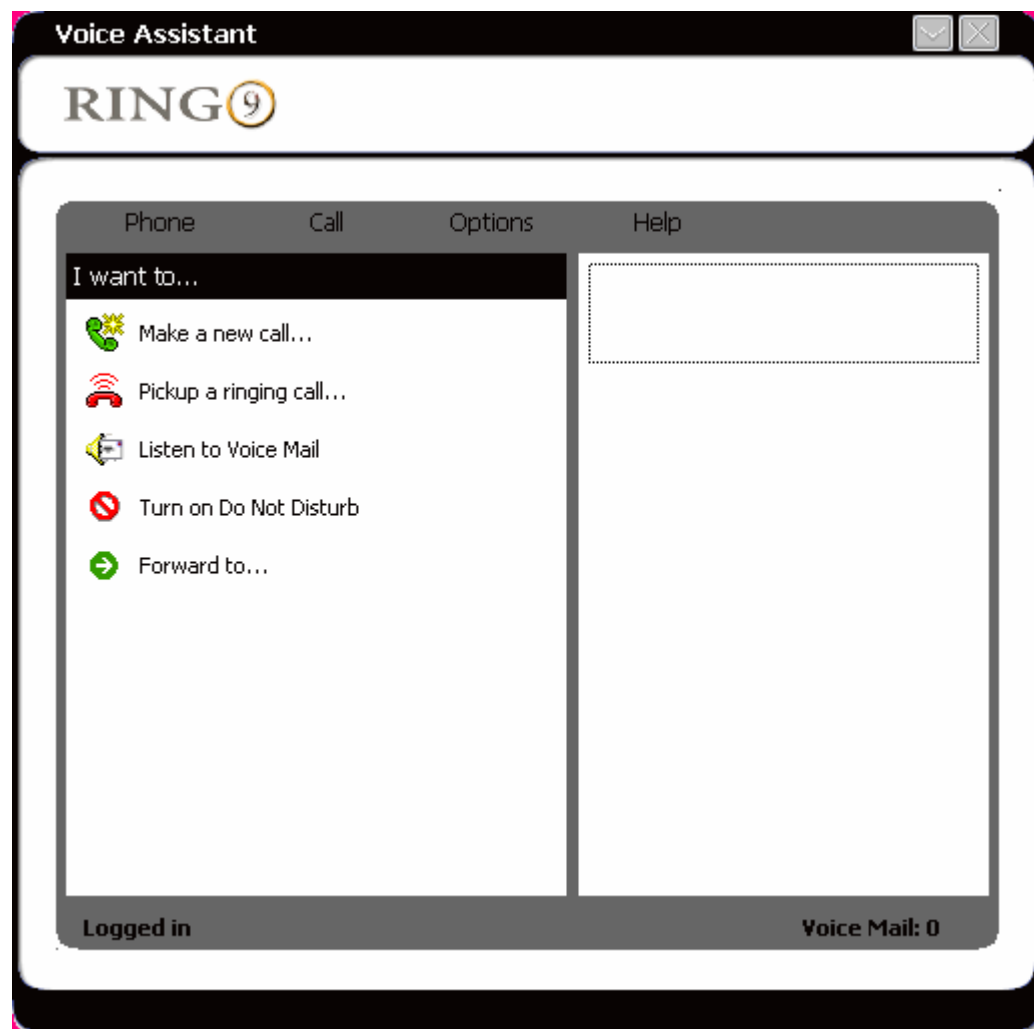 Voice Assistant
RING9
Phone Call Options Help
I want to...
Make a new call...
Pickup a ringing call...
Listen to Voice Mail
Turn on Do Not Disturb
Forward to...
Logged in Voice Mail: 0